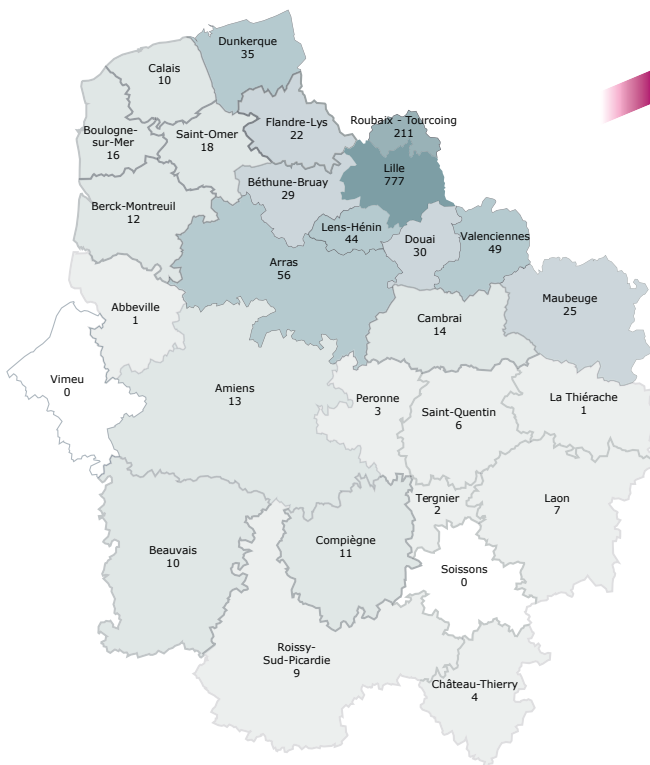 Dunkerque
35
Calais
10
Flandre-Lys
22
Roubaix - Tourcoing
211
Boulogne-
sur-Mer
16
Saint-Omer
18
Lille
777
Béthune-Bruay
29
Berck-Montreuil
12
Lens-Hénin
44
Douai
30
Valenciennes
49
Arras
56
Maubeuge
25
Abbeville
1
Cambrai
14
Vimeu
0
Amiens
13
Peronne
3
Saint-Quentin
6
La Thiérache
1
Tergnier
2
Laon
7
Beauvais
10
Compiègne
11
Soissons
0
Roissy-
Sud-Picardie
9
Château-Thierry
4